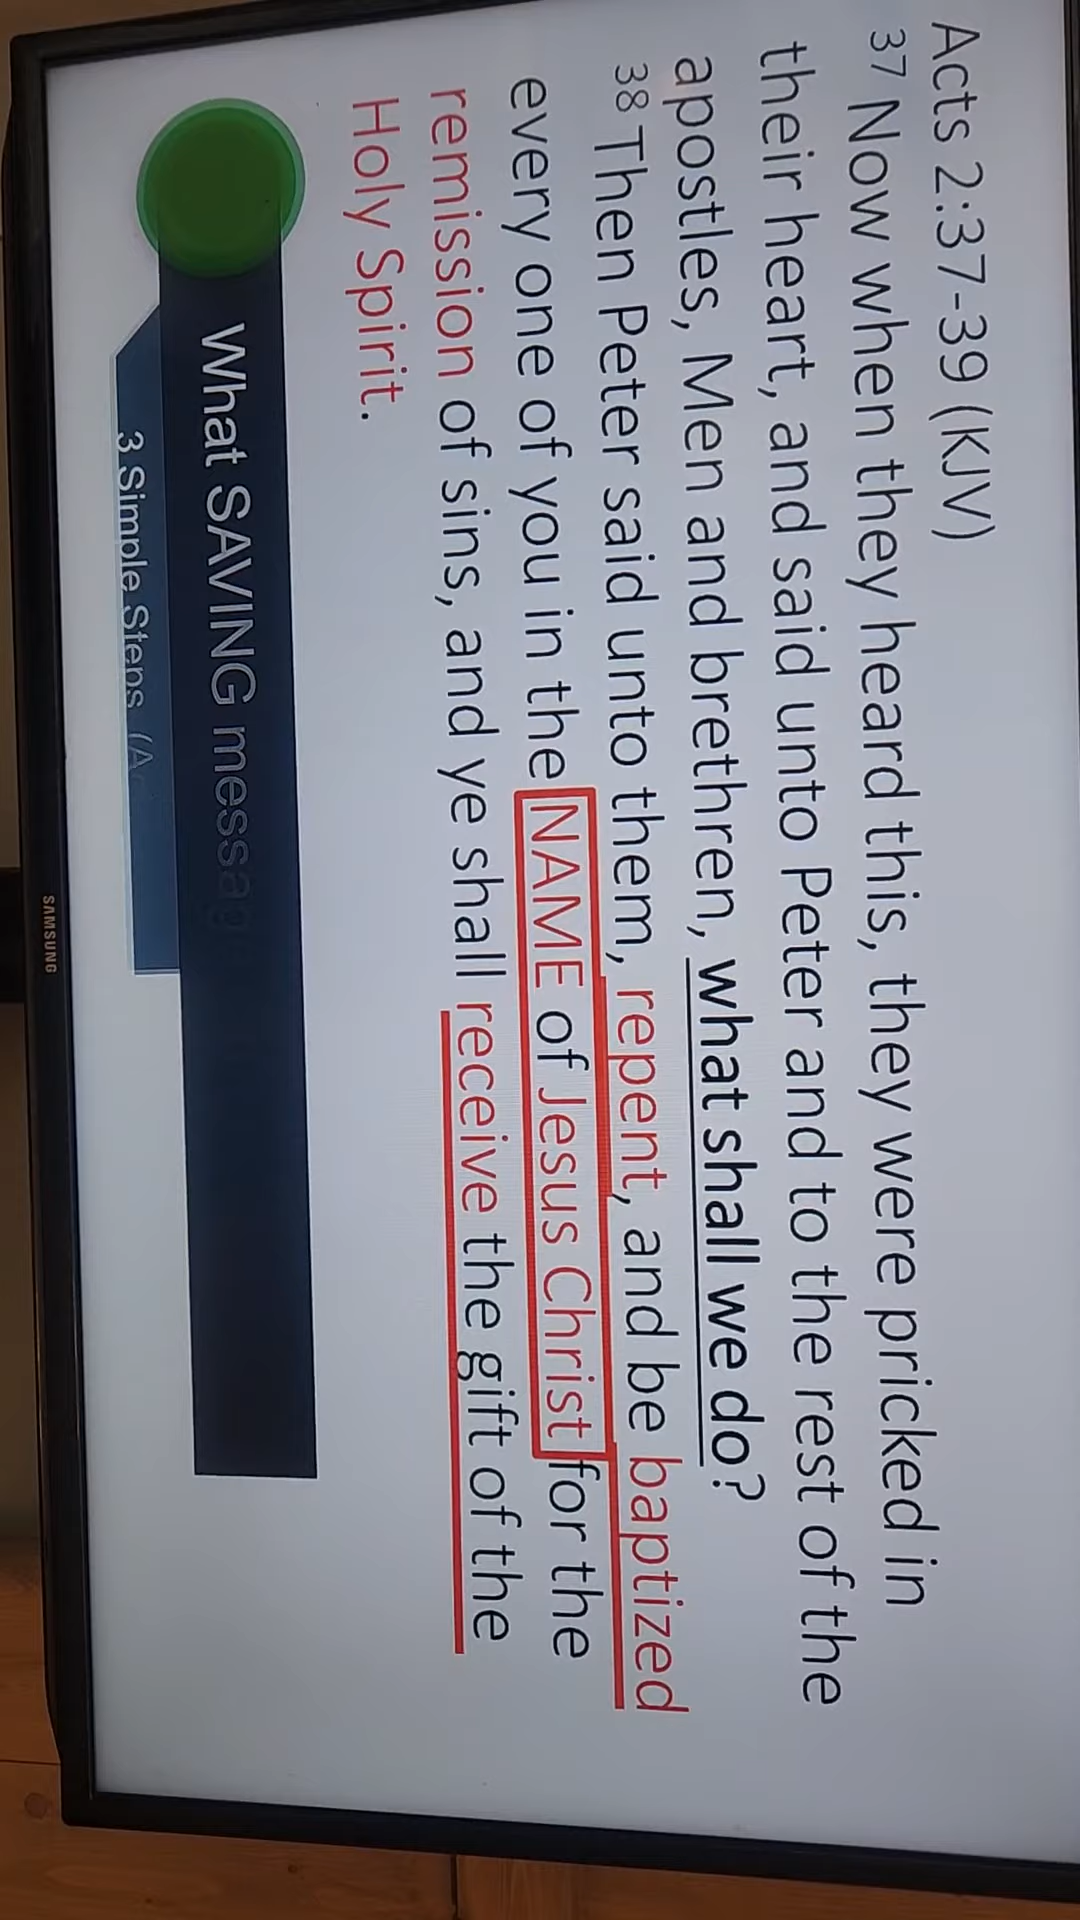 Acts 2:37-39 (KJV)
37 Now when they heard this, they were pricked in
their heart, and said unto Peter and to the rest of the
apostles, Men and brethren, what shall we do?
38 Then Peter said unto them, repent, and be baptized
every one of you in the NAME of Jesus Christ for the
remission of sins, and ye shall receive the gift of the
Holy Spirit.
What SAVING messag
3 Simple Steps (A
SAMSUNG